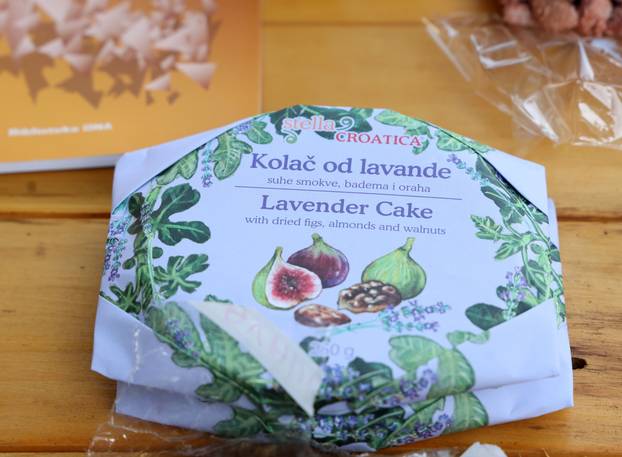 stella
CROATICA
Kolač od lavande
suhe smokve, badema i oraha
Lavender Cake
with dried figs, almonds and walnuts